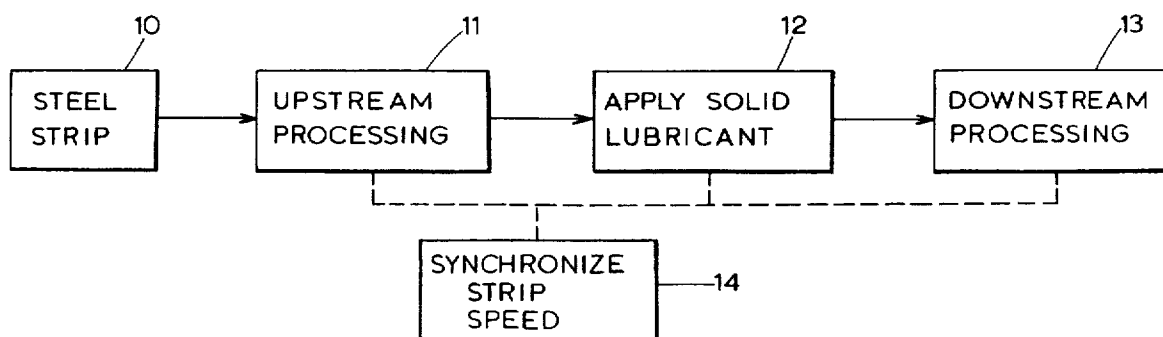 10
11
12
13
STEEL
STRIP
UPSTREAM
PROCESSING
APPLY SOLID
LUBRICANT
DOWNSTREAM
PROCESSING
SYNCHRONIZE
STRIP
SPEED
14